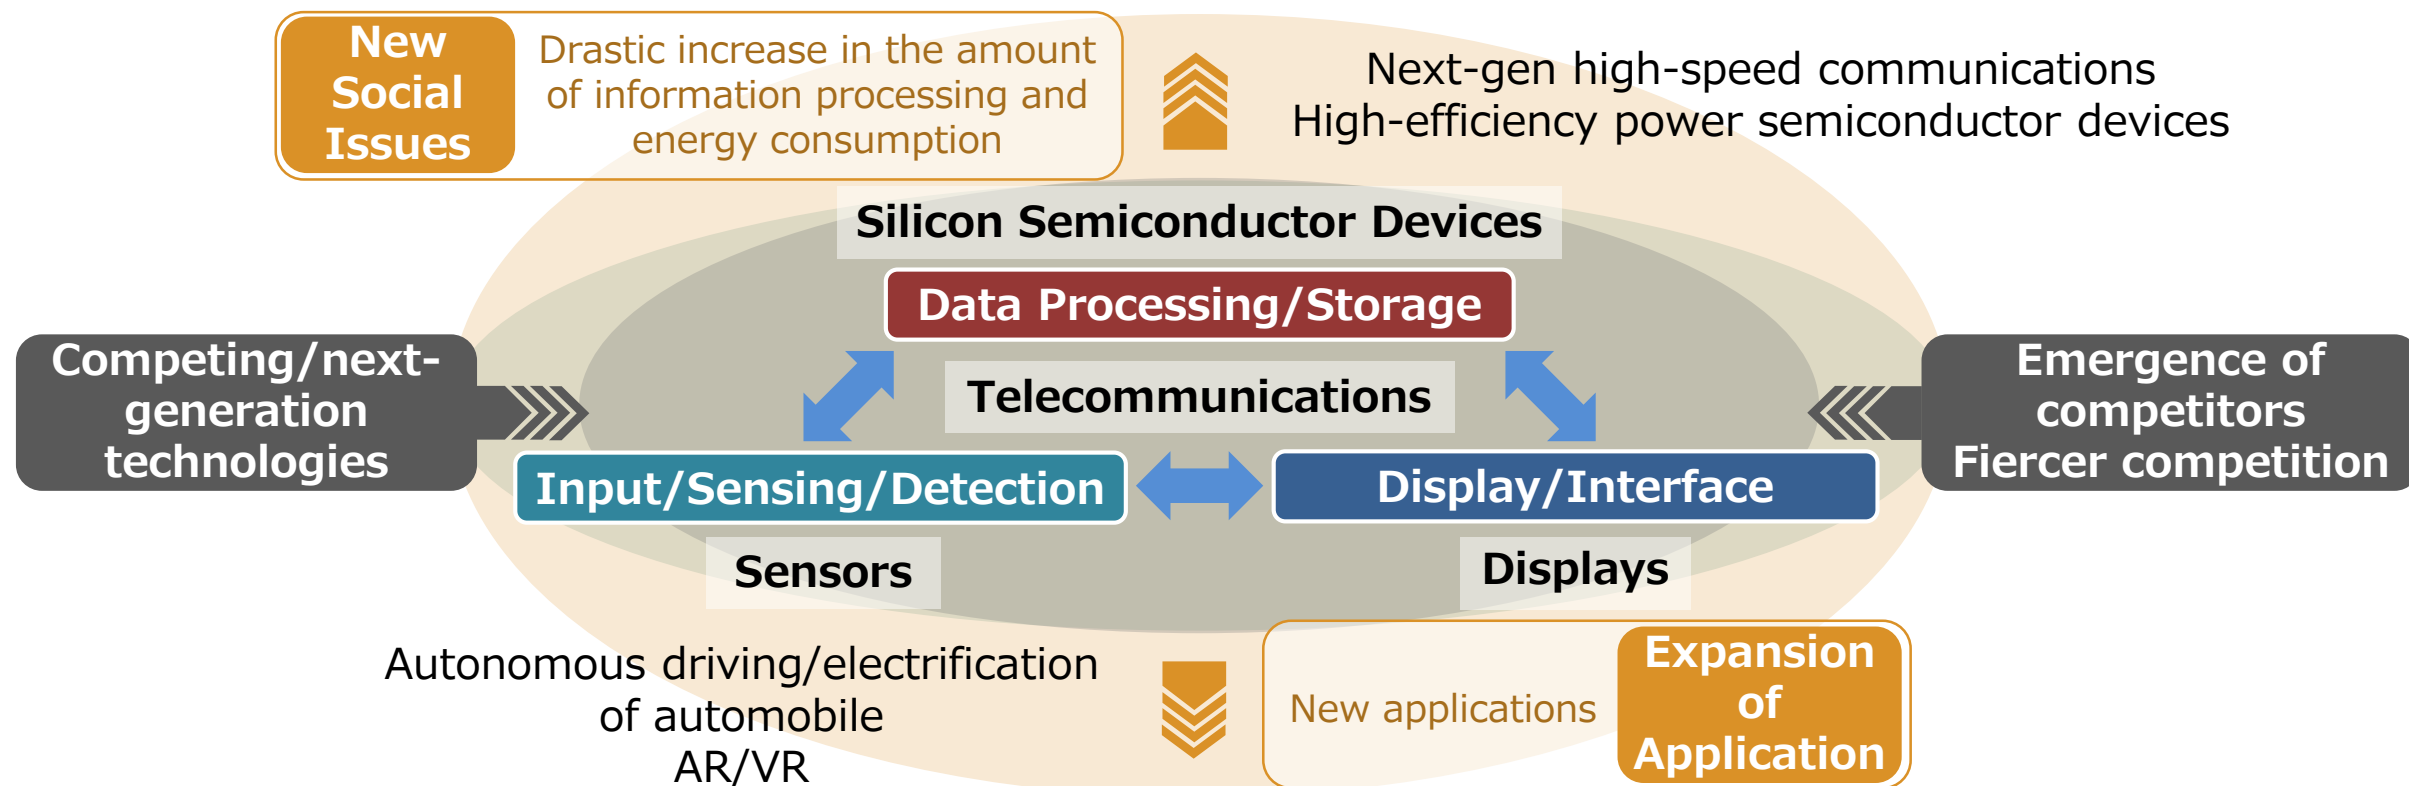 New
Social
Issues
Drastic increase in the amount
of information processing and
energy consumption
Next-gen high-speed communications
High-efficiency power semiconductor devices
Silicon Semiconductor Devices
Data Processing/Storage
Competing/next-
generation
technologies
Telecommunications
Emergence of
competitors
Fiercer competition
Input/Sensing/Detection
Display/Interface
Sensors
Displays
Autonomous driving/electrification
of automobile
AR/VR
New applications
Expansion
of
Application